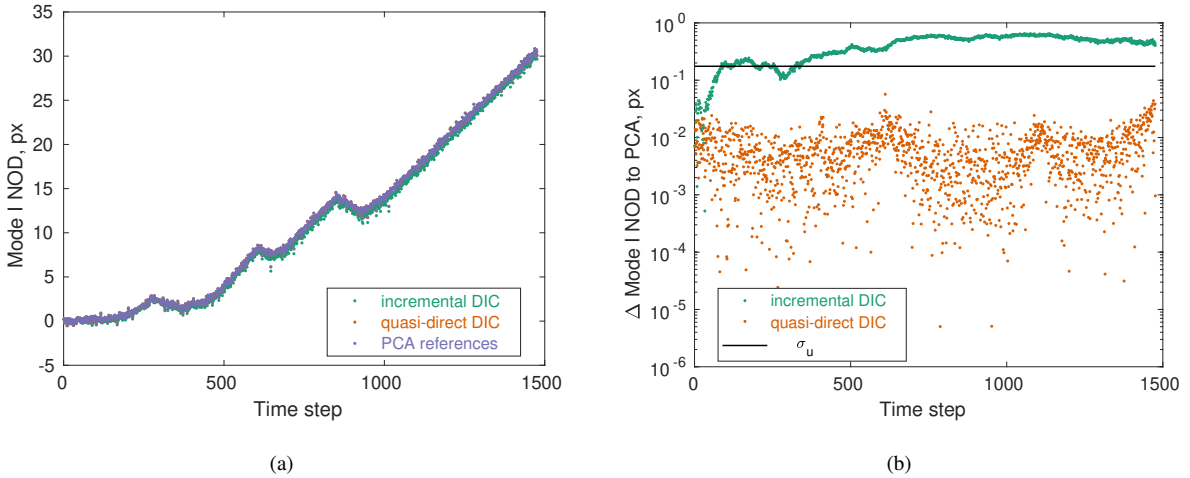 35
30
25
20
15
10
5
0
-5
0
500
1000
1500
Mode I NOD, px
Time step
incremental DIC
quasi-direct DIC
PCA references
(a)
10^0
10^-1
10^-2
10^-3
10^-4
10^-5
10^-6
0
500
1000
1500
Δ Mode I NOD to PCA, px
Time step
incremental DIC
quasi-direct DIC
σ_u
(b)